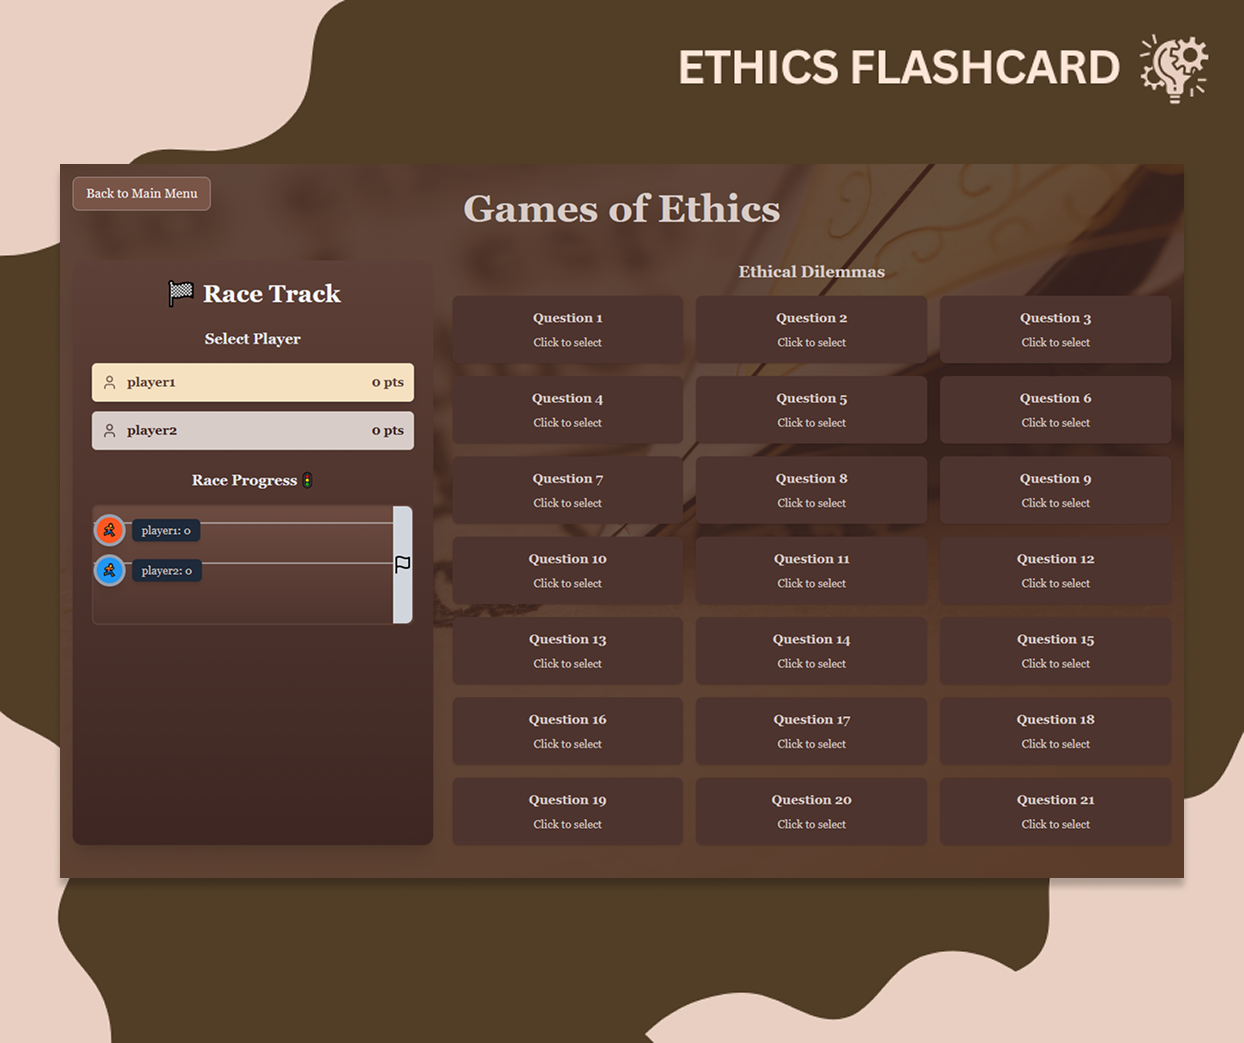 ETHICS FLASHCARD
Back to Main Menu
Games of Ethics
Race Track
Select Player
player1 0 pts
player2 0 pts
Race Progress
player1: 0
player2: 0
Ethical Dilemmas
Question 1
Click to select
Question 2
Click to select
Question 3
Click to select
Question 4
Click to select
Question 5
Click to select
Question 6
Click to select
Question 7
Click to select
Question 8
Click to select
Question 9
Click to select
Question 10
Click to select
Question 11
Click to select
Question 12
Click to select
Question 13
Click to select
Question 14
Click to select
Question 15
Click to select
Question 16
Click to select
Question 17
Click to select
Question 18
Click to select
Question 19
Click to select
Question 20
Click to select
Question 21
Click to select